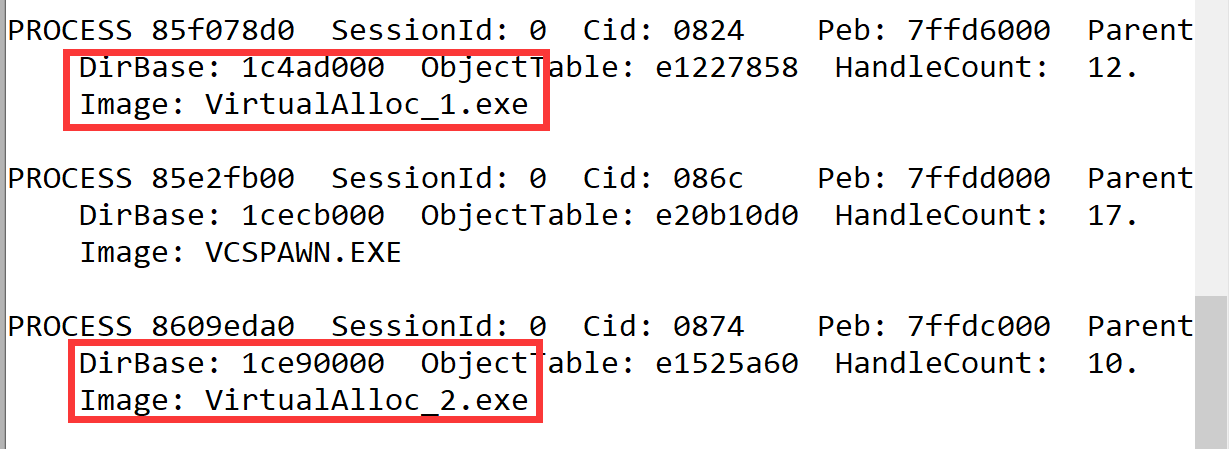 PROCESS 85f078d0  SessionId: 0  Cid: 0824    Peb: 7ffd6000  Parent
    DirBase: 1c4ad000  ObjectTable: e1227858  HandleCount:  12.
    Image: VirtualAlloc_1.exe

PROCESS 85e2fb00  SessionId: 0  Cid: 086c    Peb: 7ffdd000  Parent
    DirBase: 1cecb000  ObjectTable: e20b10d0  HandleCount:  17.
    Image: VCSPAWN.EXE

PROCESS 8609eda0  SessionId: 0  Cid: 0874    Peb: 7ffdc000  Parent
    DirBase: 1ce90000  ObjectTable: e1525a60  HandleCount:  10.
    Image: VirtualAlloc_2.exe